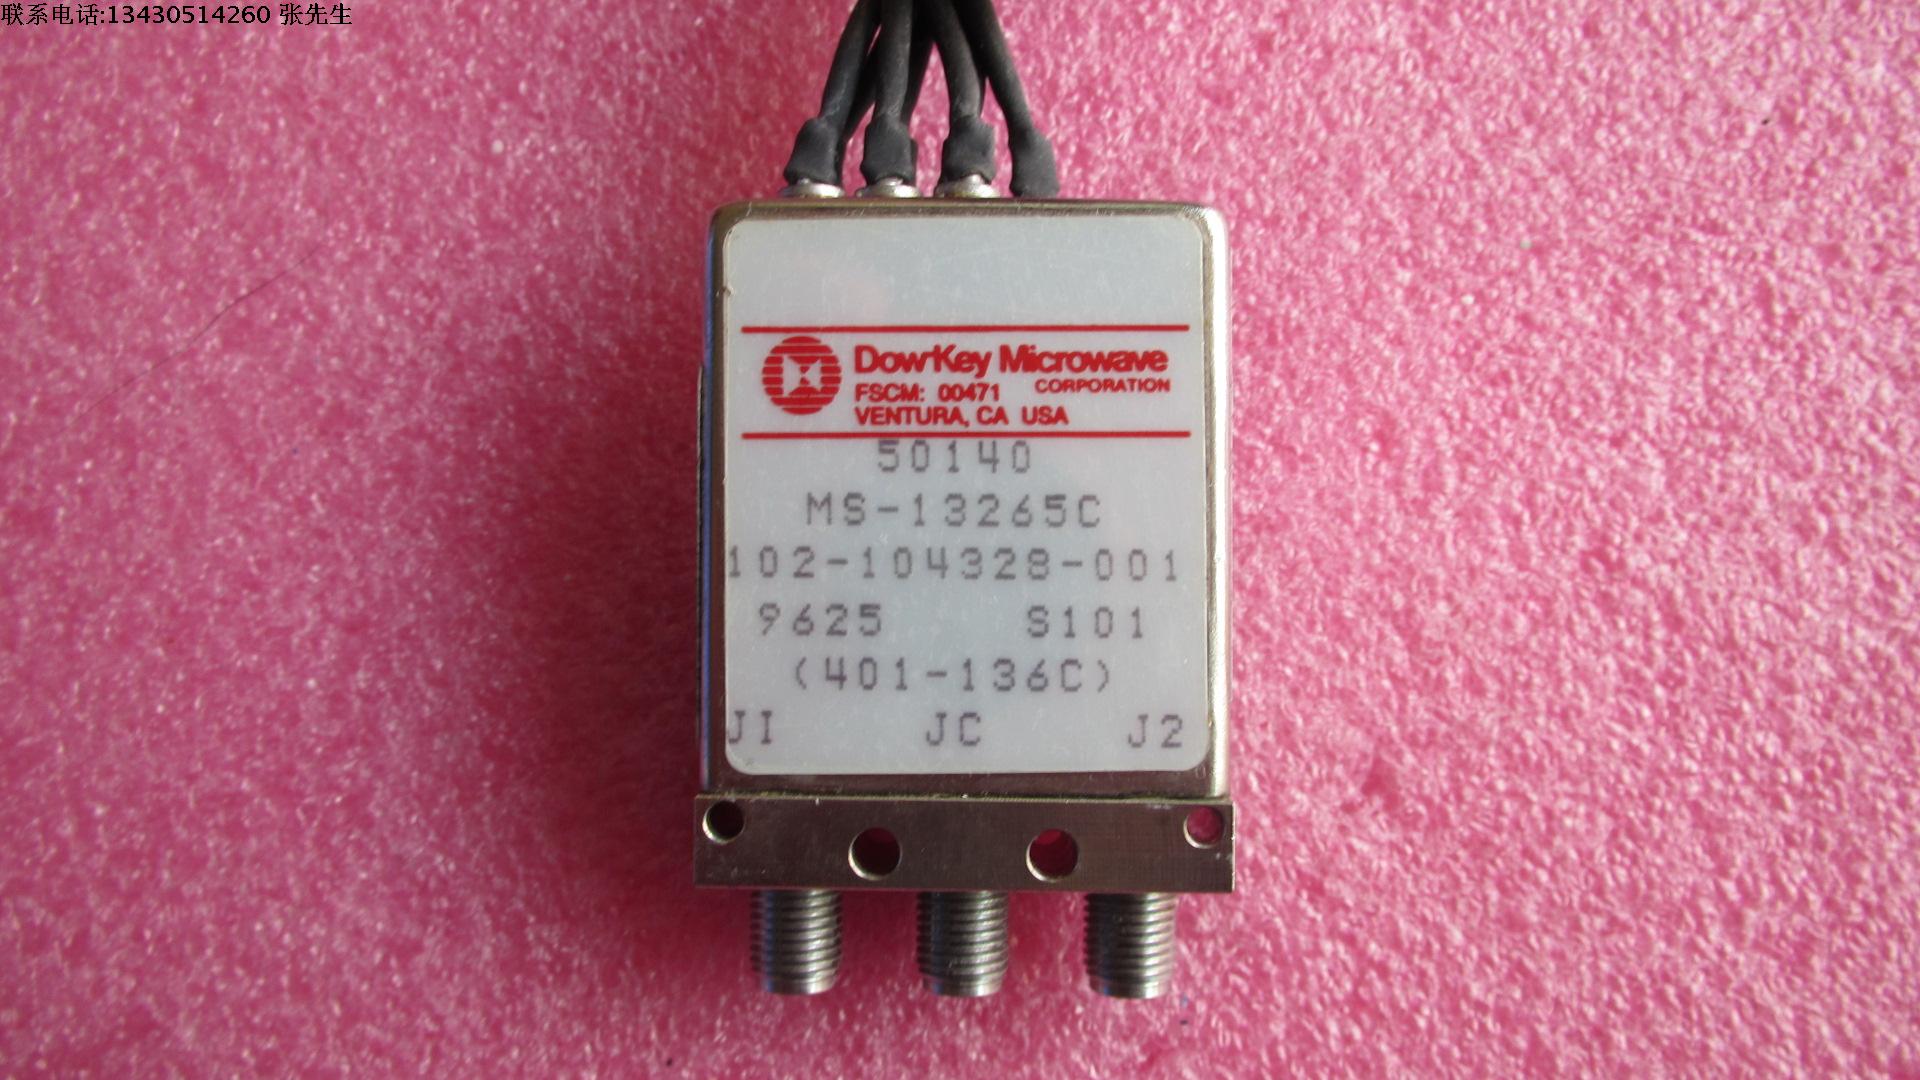 联系电话:13430514260 张先生
Dow-Key Microwave
CORPORATION
FSCM: 00471
VENTURA, CA USA
50140
MS-13265C
102-104328-001
9625 S101
(401-136C)
J1 JC J2